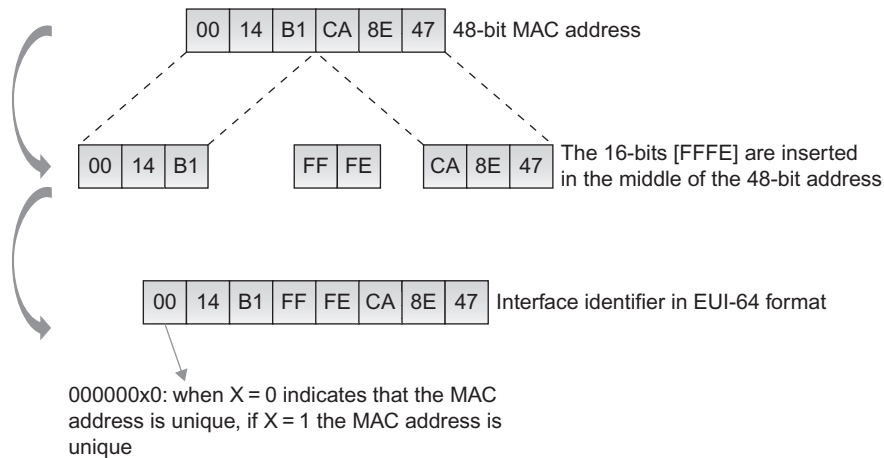 00 14 B1 CA 8E 47 48-bit MAC address
00 14 B1 FF FE CA 8E 47 The 16-bits [FFFE] are inserted
in the middle of the 48-bit address
00 14 B1 FF FE CA 8E 47 Interface identifier in EUI-64 format
000000x0: when X = 0 indicates that the MAC
address is unique, if X = 1 the MAC address is
unique